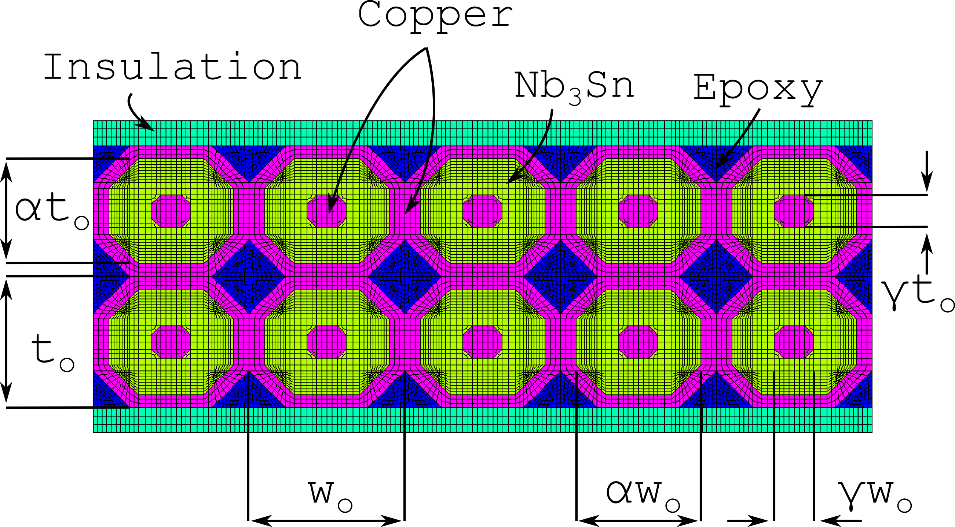 Copper
Insulation
Nb₃Sn
Epoxy
αtₒ
γtₒ
tₒ
wₒ
αwₒ
γwₒ